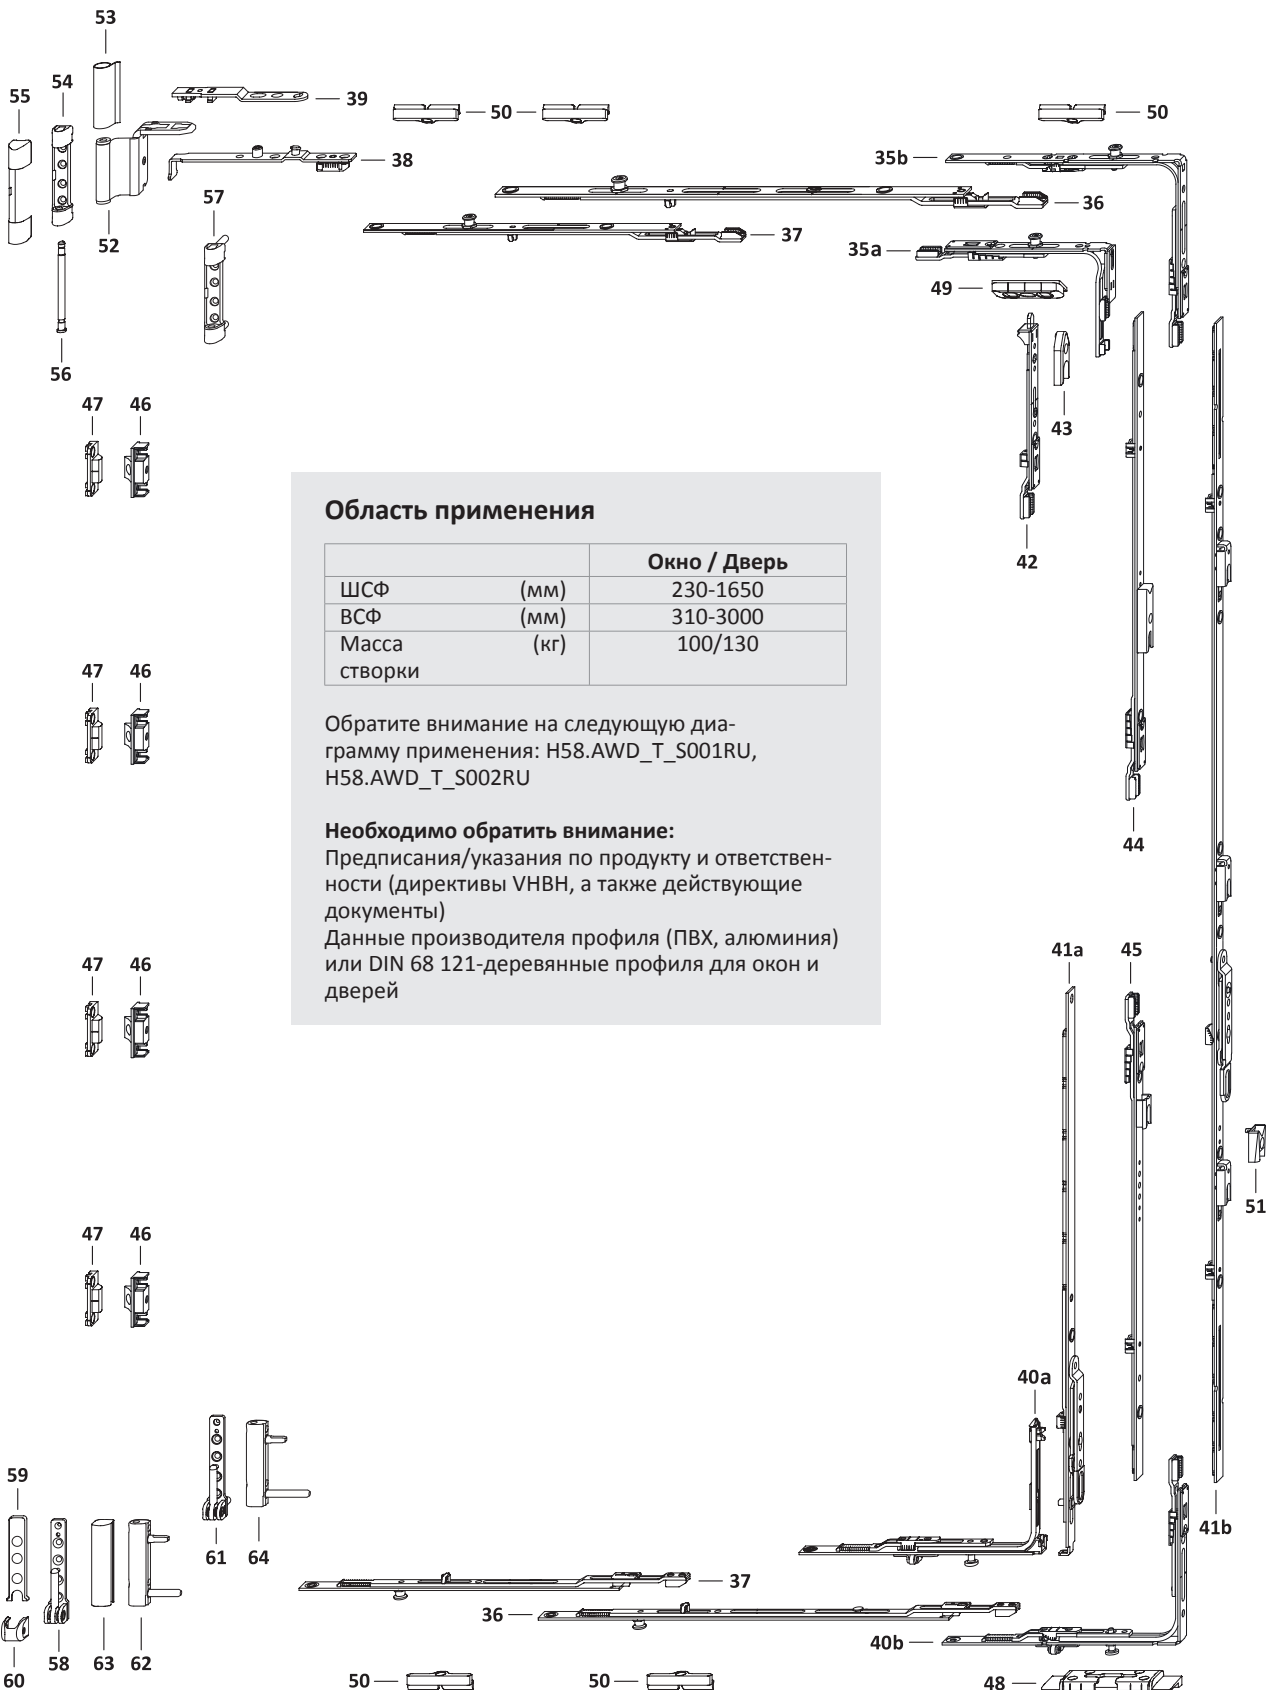 53
54
55
39
50
50
38
35b
57
36
52
37
35a
49
56
47 46
43
42
Область применения
Окно / Дверь
ШСФ (мм) 230-1650
ВСФ (мм) 310-3000
Масса (кг) 100/130
створки
47 46
Обратите внимание на следующую диа-
грамму применения: H58.AWD_T_S001RU,
H58.AWD_T_S002RU
Необходимо обратить внимание:
Предписания/указания по продукту и ответствен-
ности (директивы VHBH, а также действующие
документы)
Данные производителя профиля (ПВХ, алюминия)
или DIN 68 121-деревянные профиля для окон и
дверей
44
47 46
41a 45
51
47 46
40a
59
41b
61 64
37
36
40b
60 58 63 62
50
50
48